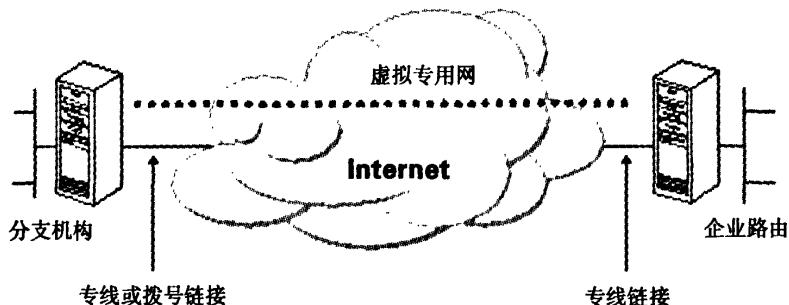 虚拟专用网
Internet
分支机构
企业路由
专线或拨号链接
专线链接